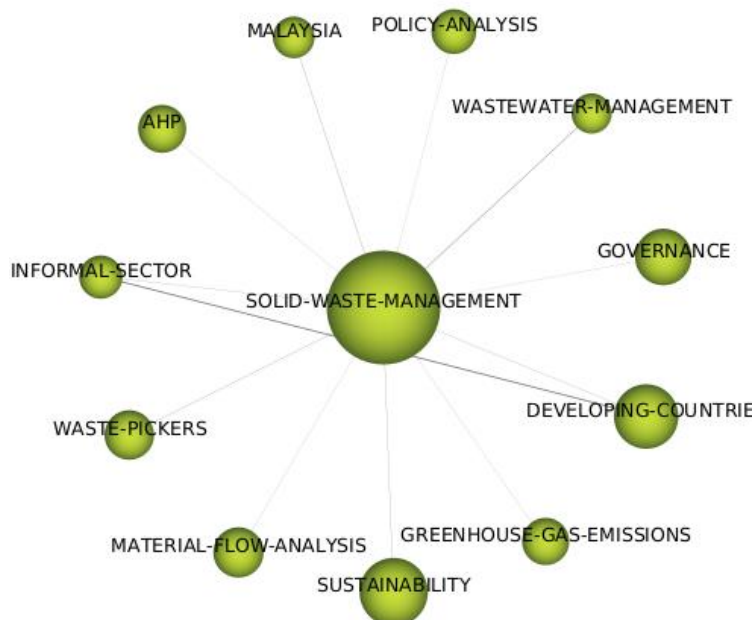 POLICY-ANALYSIS
MALAYSIA
WASTEWATER-MANAGEMENT
AHP
GOVERNANCE
INFORMAL-SECTOR
SOLID-WASTE-MANAGEMENT
DEVELOPING-COUNTRIE
WASTE-PICKERS
GREENHOUSE-GAS-EMISSIONS
MATERIAL-FLOW-ANALYSIS
SUSTAINABILITY